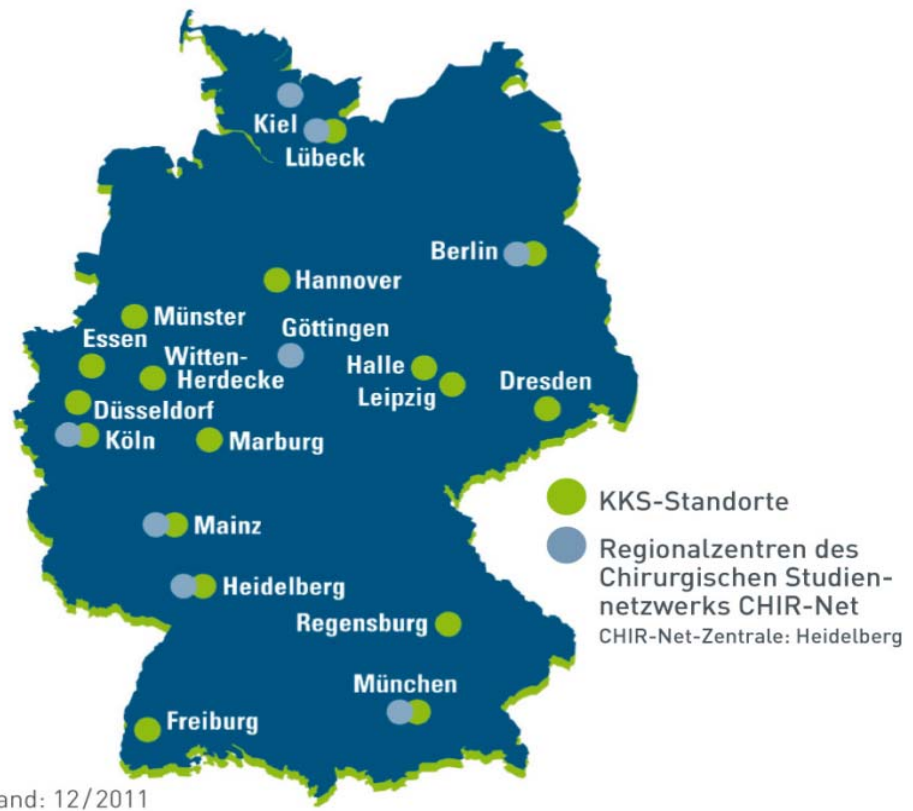 Kiel
Lübeck
Berlin
Hannover
Münster
Göttingen
Essen
Witten-
Herdecke
Halle
Leipzig
Dresden
Düsseldorf
Köln
Marburg
Mainz
Heidelberg
Regensburg
München
Freiburg
KKS-Standorte
Regionalzentren des
Chirurgischen Studien-
netzwerks CHIR-Net
CHIR-Net-Zentrale: Heidelberg
and: 12/2011